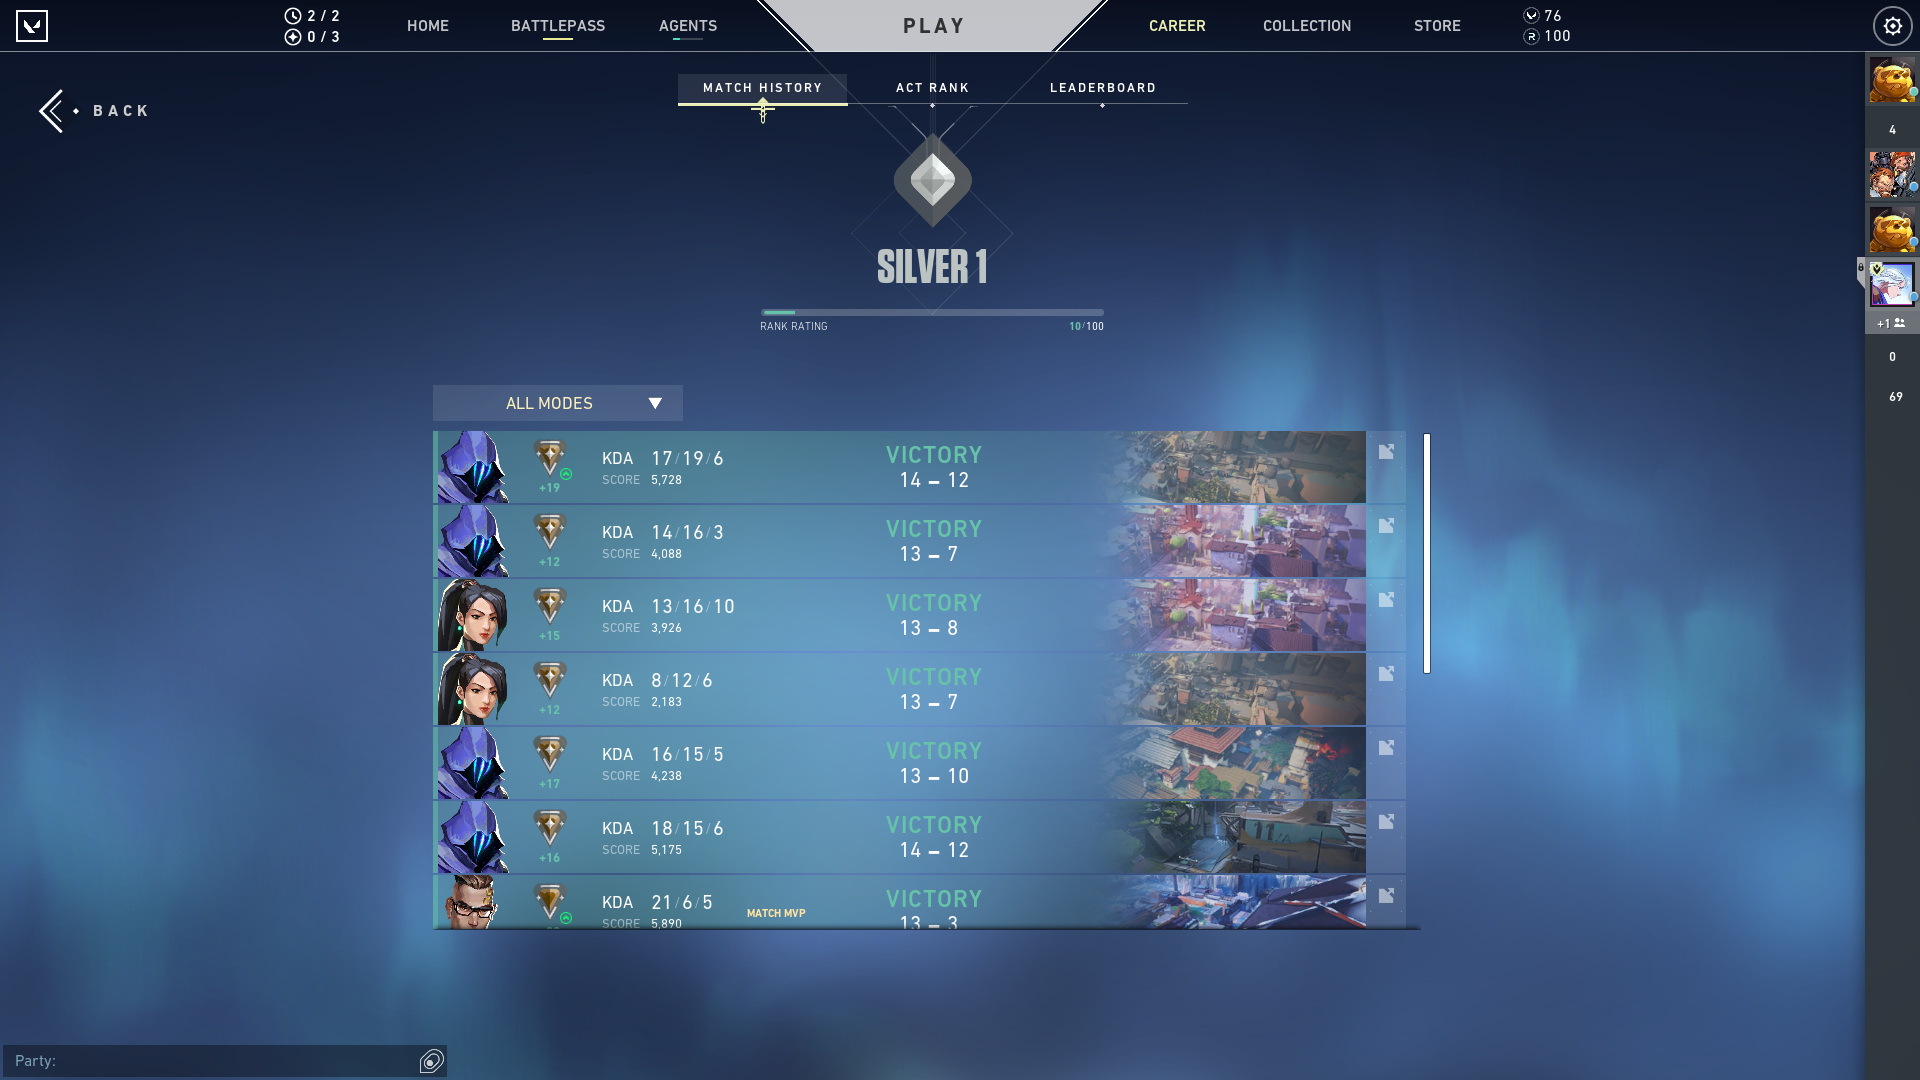 2 / 2
0 / 3
HOME
BATTLEPASS
AGENTS
PLAY
CAREER
COLLECTION
STORE
76
100
BACK
MATCH HISTORY
ACT RANK
LEADERBOARD
SILVER 1
RANK RATING
10/100
ALL MODES
+19
KDA 17/19/6
SCORE 5,728
VICTORY
14 – 12
+12
KDA 14/16/3
SCORE 4,088
VICTORY
13 – 7
+15
KDA 13/16/10
SCORE 3,926
VICTORY
13 – 8
+12
KDA 8/12/6
SCORE 2,183
VICTORY
13 – 7
+17
KDA 16/15/5
SCORE 4,238
VICTORY
13 – 10
+16
KDA 18/15/6
SCORE 5,175
VICTORY
14 – 12
KDA 21/6/5
SCORE 5,890
MATCH MVP
VICTORY
13 – 3
4
+1
0
69
Party: